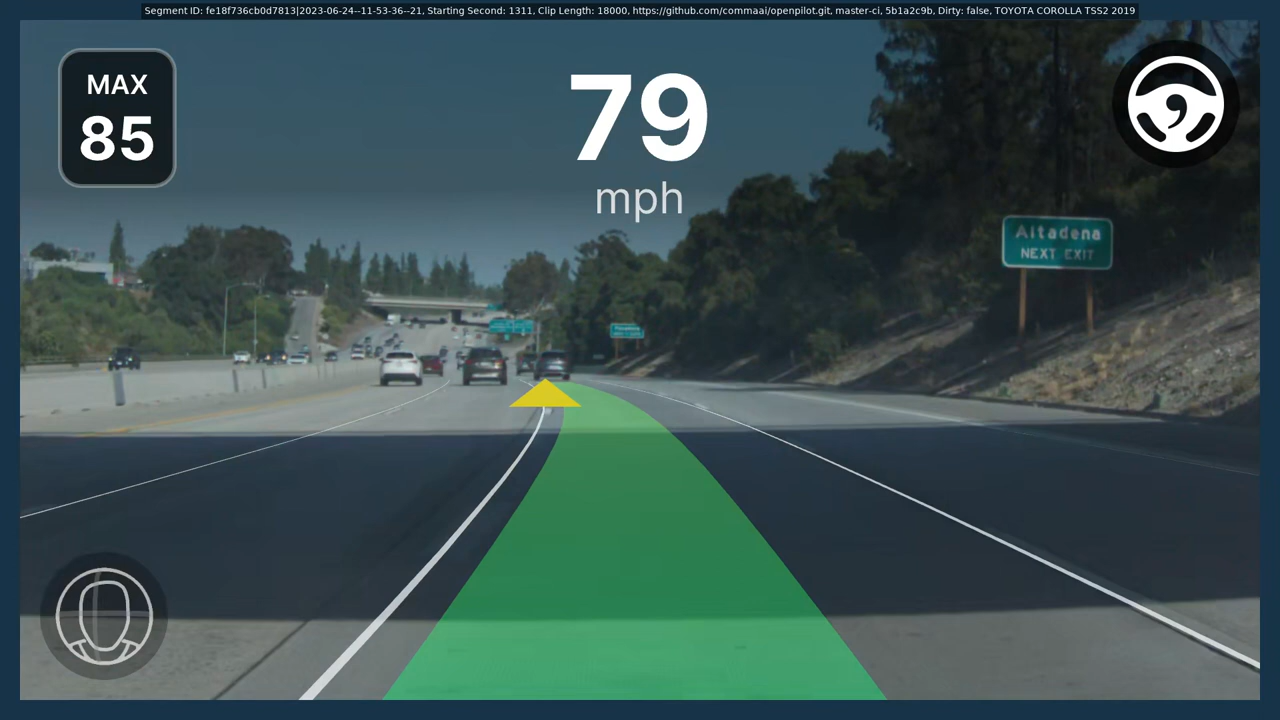 Segment ID: fe18f736cb0d7813|2023-06-24--11-53-36--21, Starting Second: 1311, Clip Length: 18000, https://github.com/commaai/openpilot.git, master-ci, 5b1a2c9b, Dirty: false, TOYOTA COROLLA TSS2 2019
MAX
85
79
mph
Altadena
NEXT EXIT